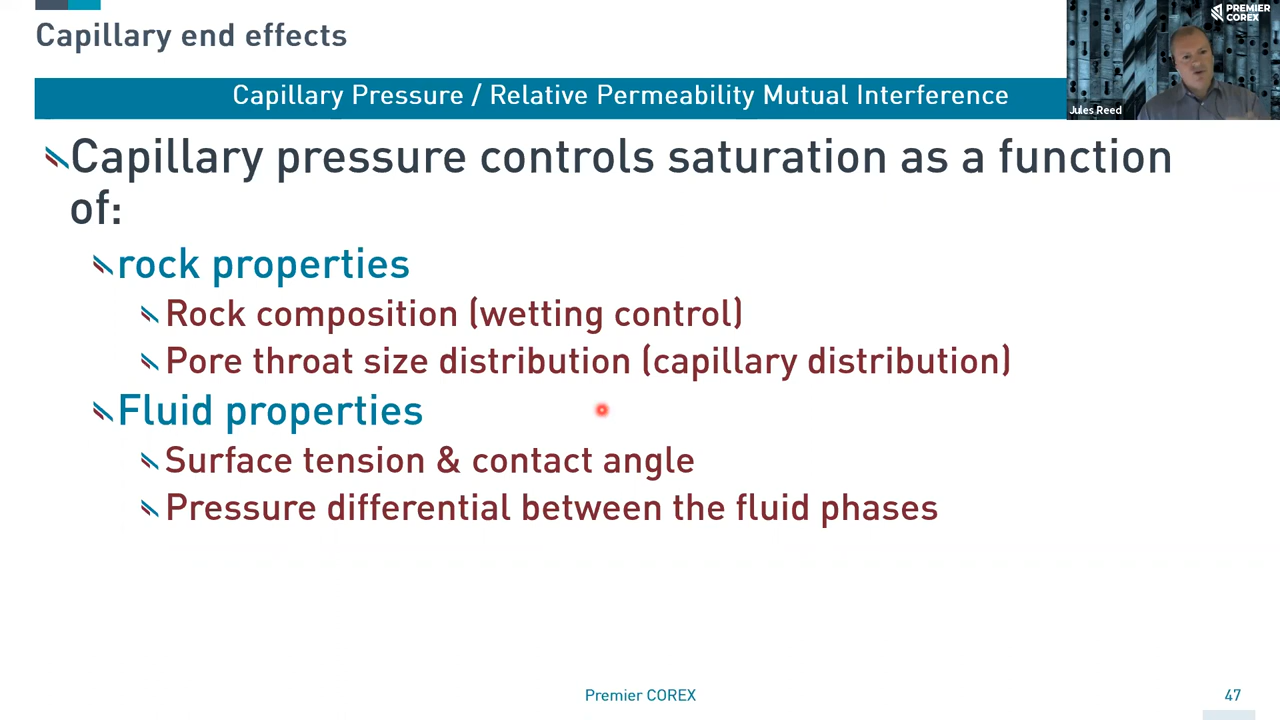 Capillary end effects
PREMIER
COREX
Capillary Pressure / Relative Permeability Mutual Interference
Jules Reed
Capillary pressure controls saturation as a function
of:
rock properties
Rock composition (wetting control)
Pore throat size distribution (capillary distribution)
Fluid properties
Surface tension & contact angle
Pressure differential between the fluid phases
Premier COREX
47